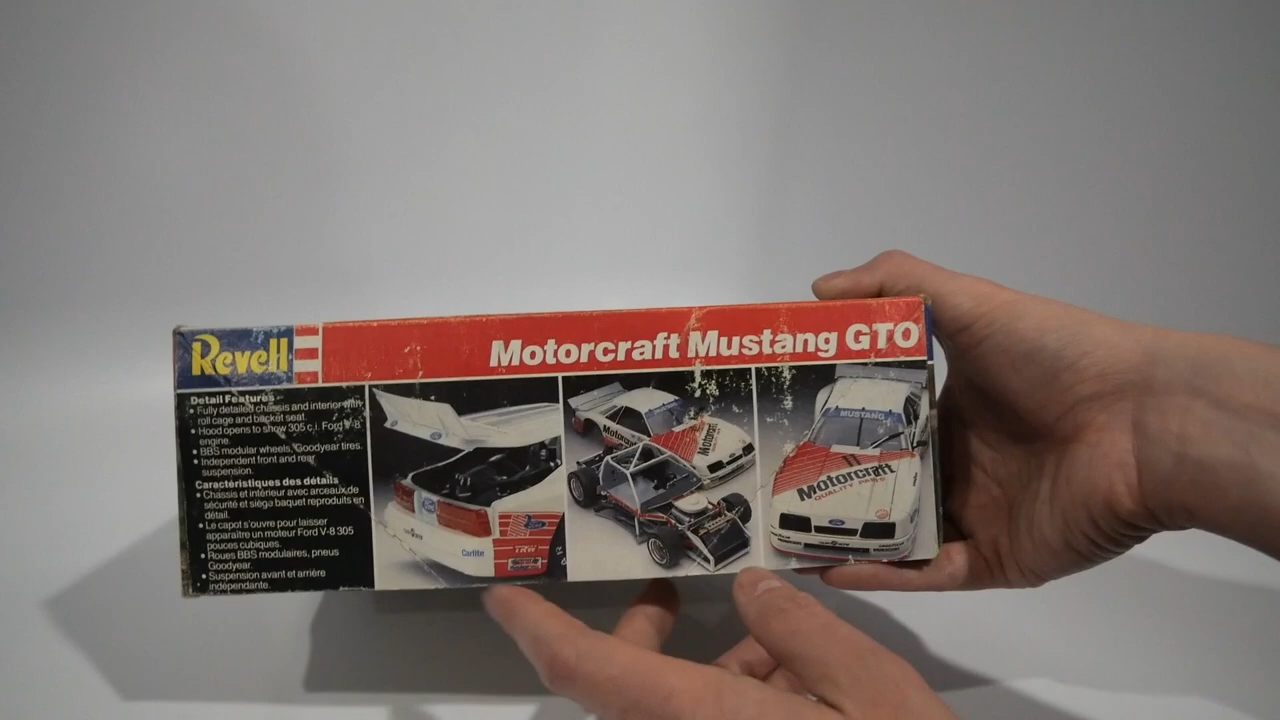 Revell
Motorcraft Mustang GTO
Detail Features
• Fully detailed chassis and interior with
roll cage and backet seat.
• Hood opens to show 305 c.i. Ford V-8
engine.
• BBS modular wheels, Goodyear tires.
• Independent front and rear
suspension.
Caractéristiques des détails
• Chassis et intérieur avec arceaux de
sécurité et siége baquet reproduits en
détail.
• Le capot s'ouvre pour laisser
apparaître un moteur Ford V-8 305
pouces cubiques.
• Roues BBS modulaires, pneus
Goodyear.
• Suspension avant et arrière
indépendante.
Carlite
TRW
Motorcraft
MUSTANG
Motorcraft
QUALITY PARTS
Ford